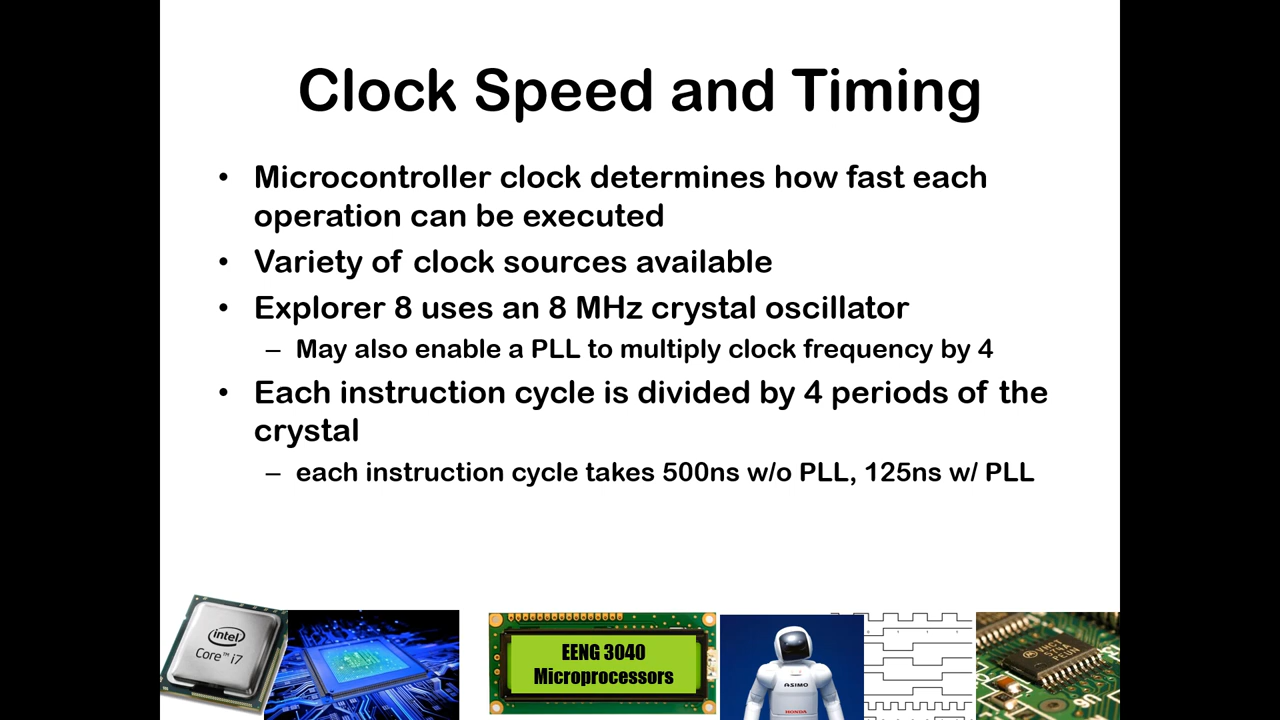 Clock Speed and Timing
• Microcontroller clock determines how fast each
operation can be executed
• Variety of clock sources available
• Explorer 8 uses an 8 MHz crystal oscillator
– May also enable a PLL to multiply clock frequency by 4
• Each instruction cycle is divided by 4 periods of the
crystal
– each instruction cycle takes 500ns w/o PLL, 125ns w/ PLL
intel
Core™ i7
EENG 3040
Microprocessors
ASIMO
HONDA